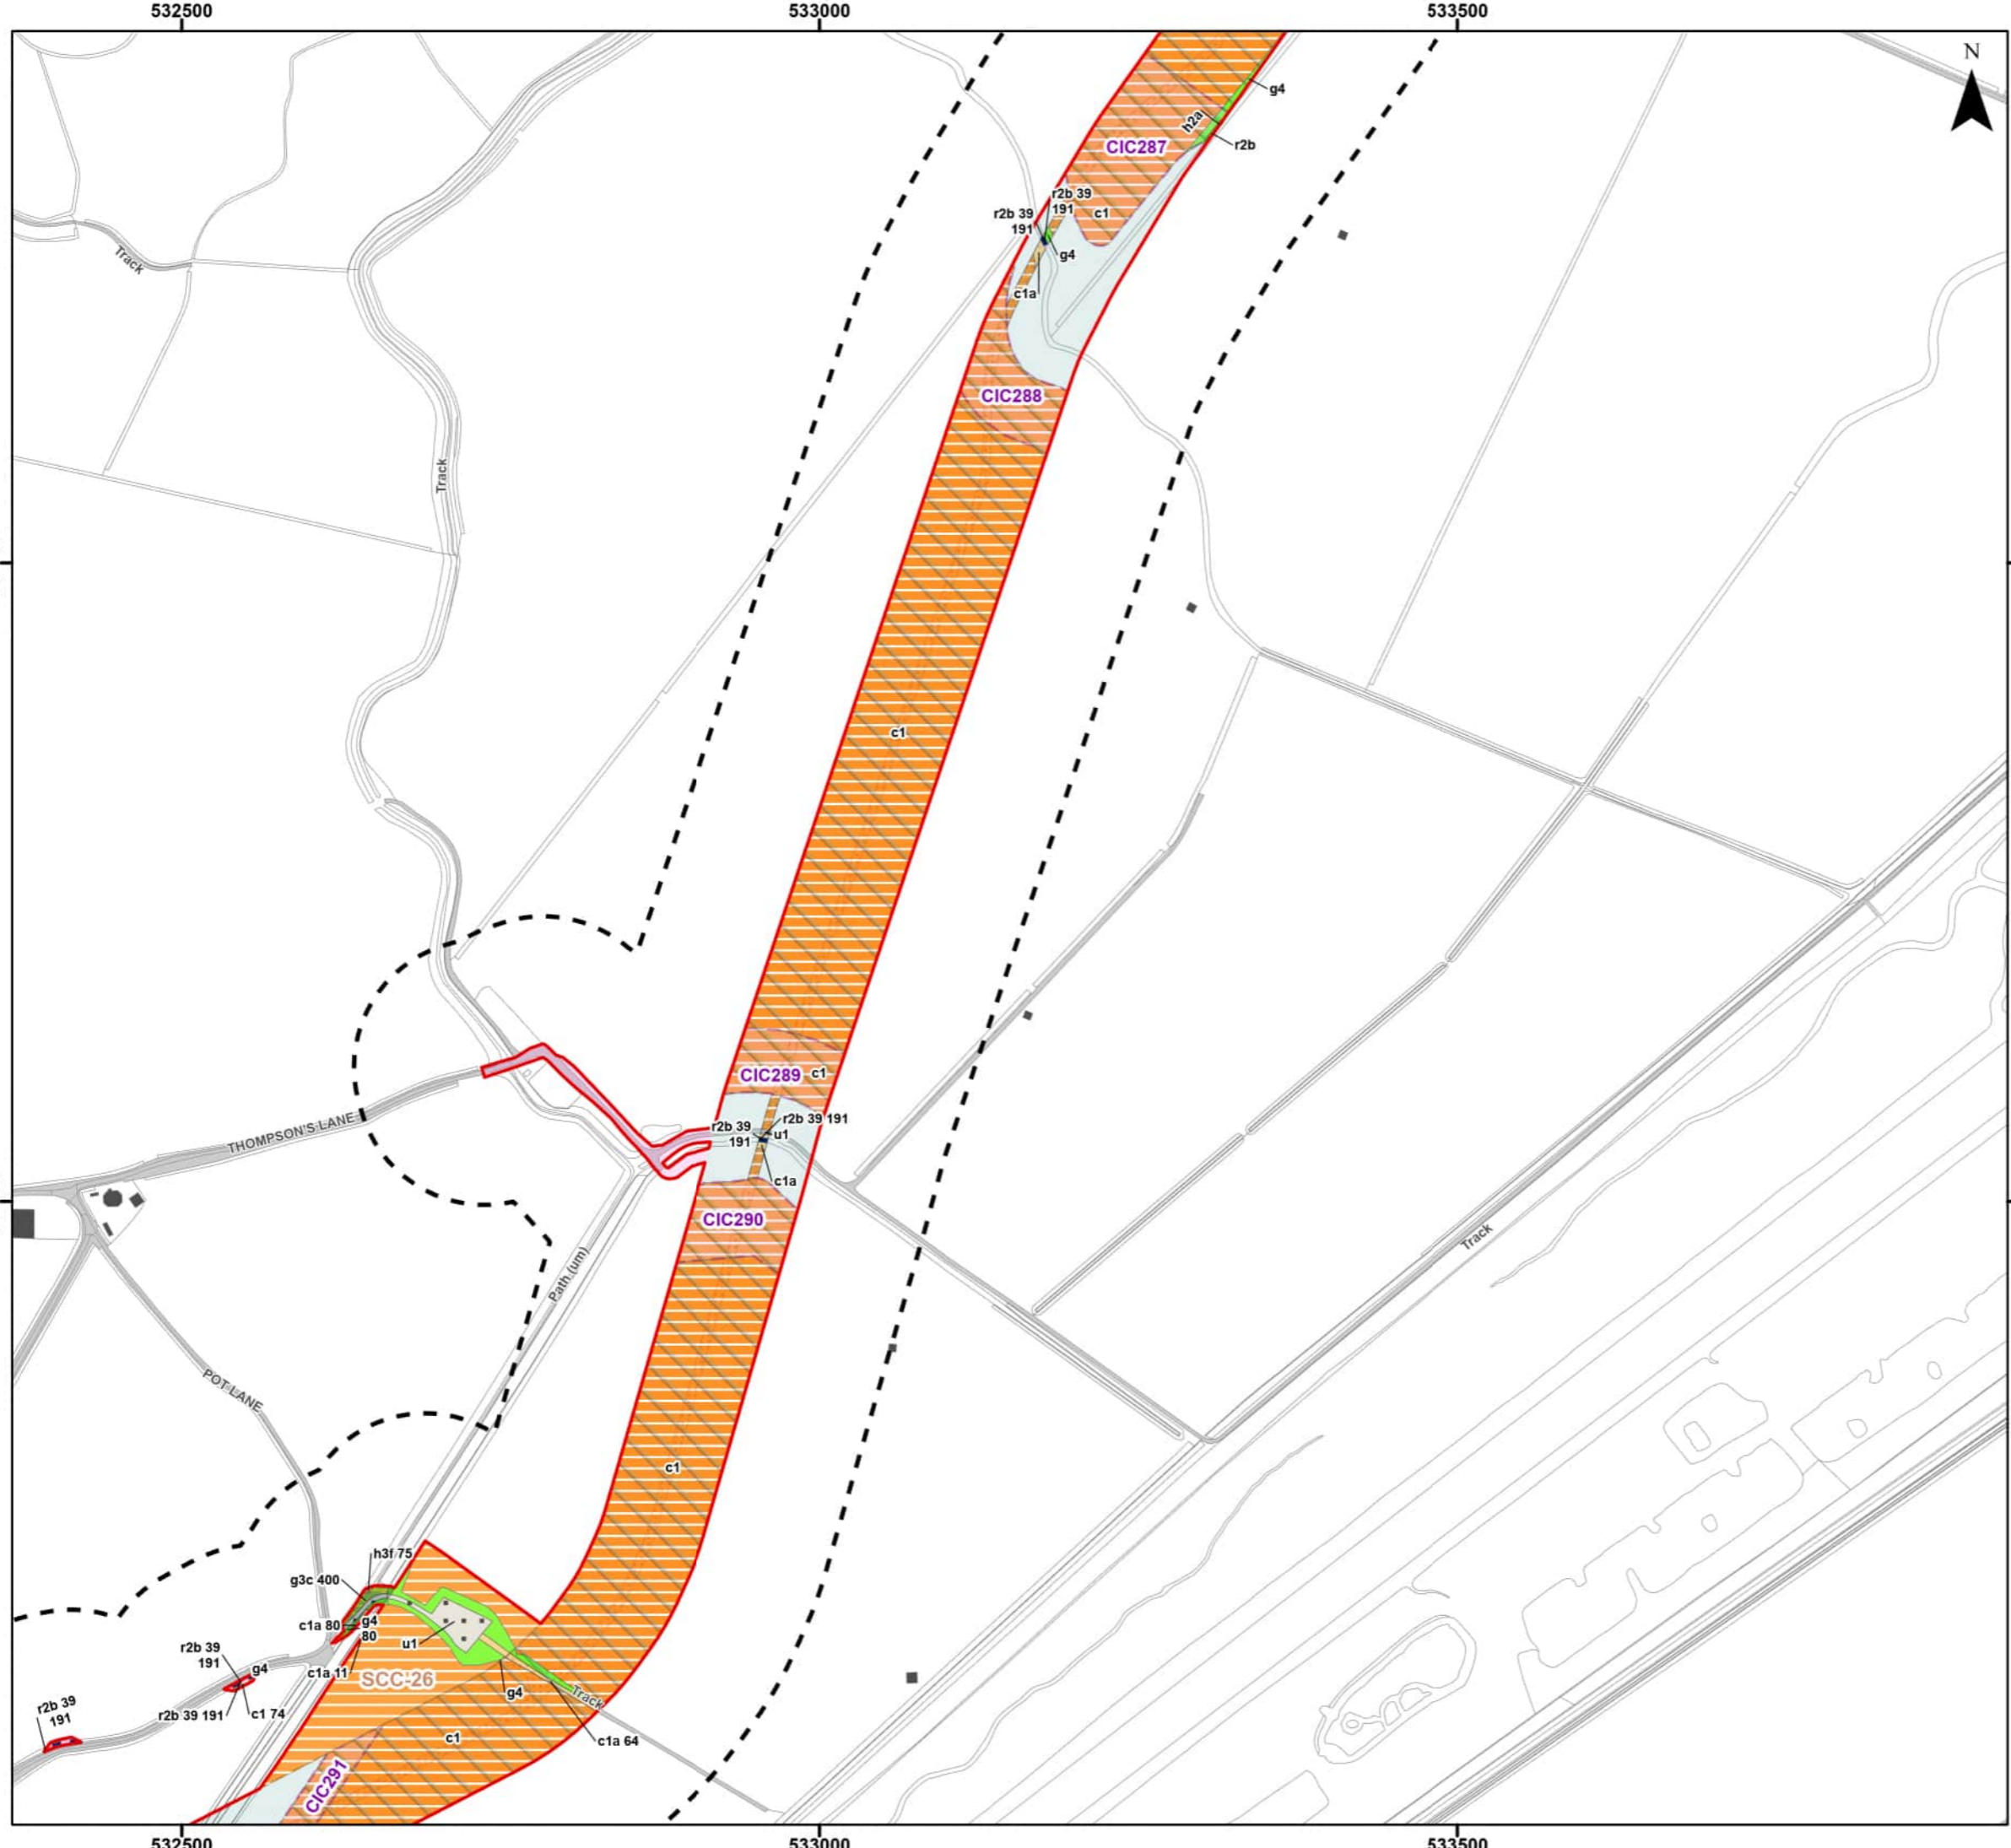 532500
533000
533500
N
g4
h2a
r2b
CIC287
r2b 39
191
c1
r2b 39
191
g4
Track
c1a
CIC288
Track
c1
CIC289
c1
THOMPSON'S LANE
r2b 39
191
r2b 39 191
u1
c1a
CIC290
Track
Path (um)
POT LANE
c1
h3f 75
g3c 400
c1a 80
g4
80
u1
r2b 39
191
g4
c1a 11
SCC-26
g4
Track
r2b 39
191
r2b 39 191
c1 74
c1
c1a 64
CIC291
532500
533000
533500